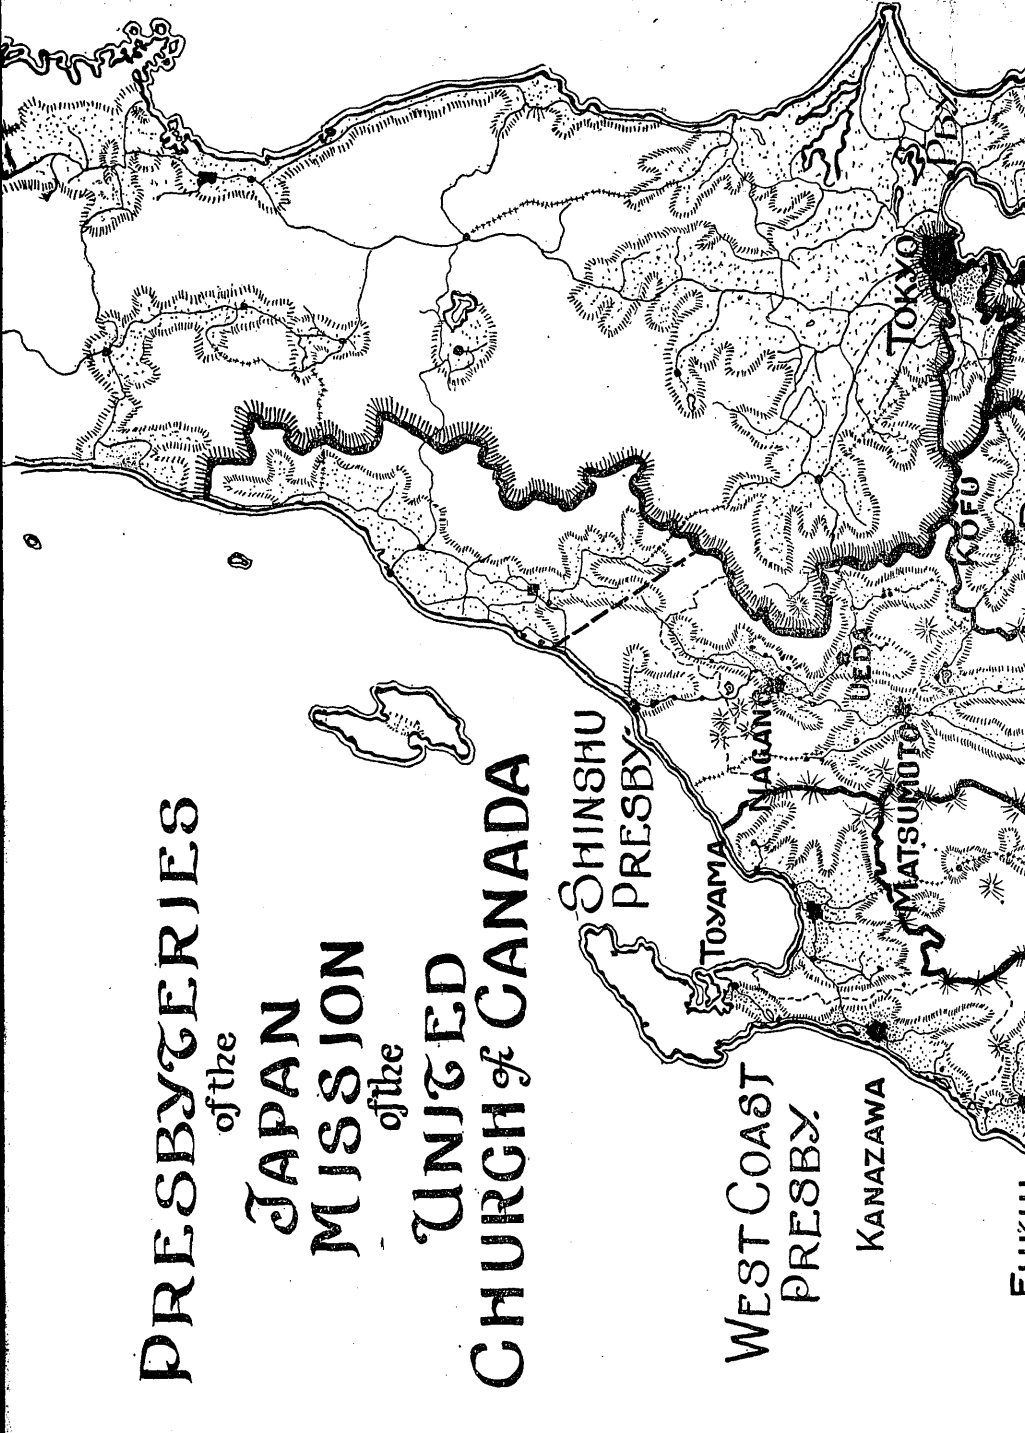 PRESBYTERIES
of the
JAPAN
MISSION
of the
UNITED
CHURCH of CANADA
SHINSHU
PRESBY.
TOYAMA
WEST COAST
PRESBY.
KANAZAWA
NAGANO
UEDA
MATSUMOTO
KOFU
TOKYO
PBY